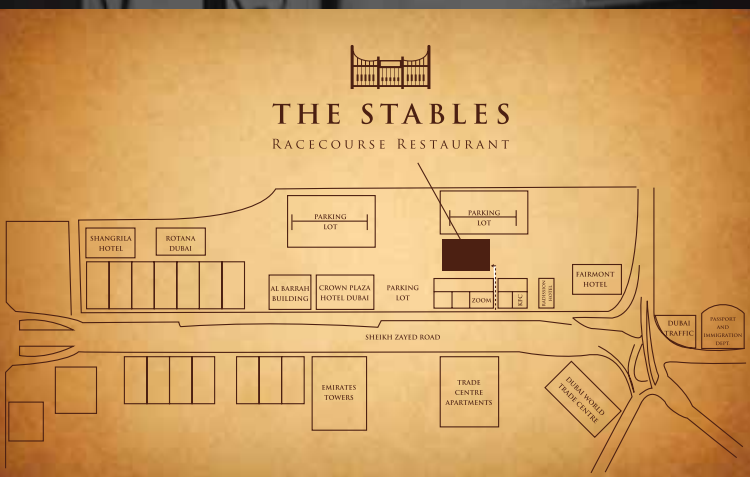 THE STABLES
RACECOURSE RESTAURANT
PARKING
LOT
PARKING
LOT
SHANGRILA
HOTEL
ROTANA
DUBAI
AL BARRAH
BUILDING
CROWN PLAZA
HOTEL DUBAI
PARKING
LOT
ZOOM
KFC
RADISSION
HOTEL
FAIRMONT
HOTEL
DUBAI
TRAFFIC
PASSPORT
AND
IMMIGRATION
DEPT
SHEIKH ZAYED ROAD
EMIRATES
TOWERS
TRADE
CENTRE
APARTMENTS
DUBAI WORLD
TRADE CENTRE